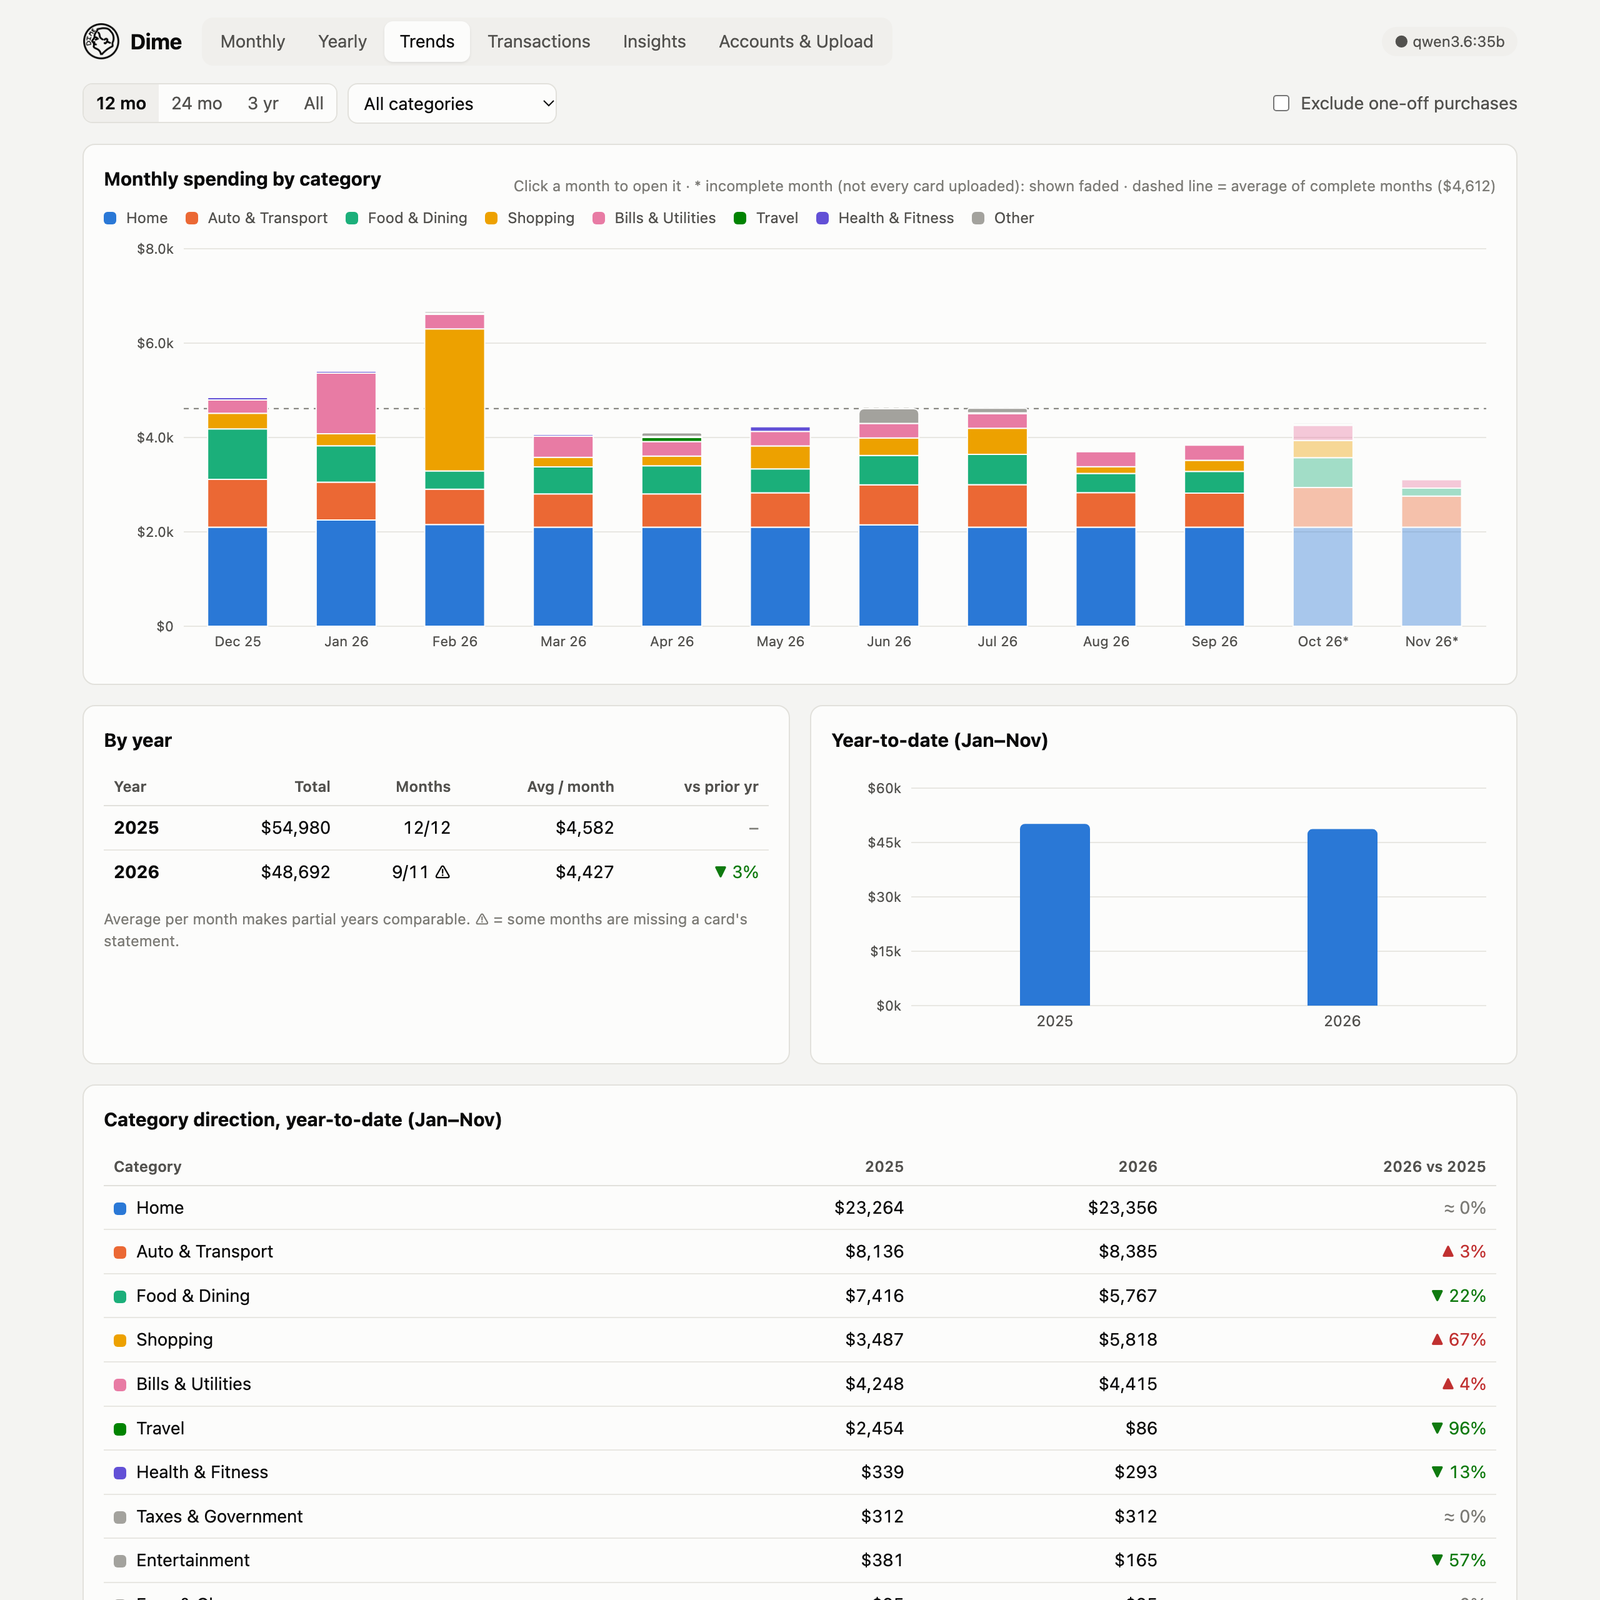 Dime
Monthly Yearly Trends Transactions Insights Accounts & Upload
qwen3.6:35b
12 mo 24 mo 3 yr All
All categories
Exclude one-off purchases
Monthly spending by category
Click a month to open it · * incomplete month (not every card uploaded): shown faded · dashed line = average of complete months ($4,612)
Home Auto & Transport Food & Dining Shopping Bills & Utilities Travel Health & Fitness Other
$8.0k
$6.0k
$4.0k
$2.0k
$0
Dec 25 Jan 26 Feb 26 Mar 26 Apr 26 May 26 Jun 26 Jul 26 Aug 26 Sep 26 Oct 26* Nov 26*
By year
Year Total Months Avg / month vs prior yr
2025 $54,980 12/12 $4,582 –
2026 $48,692 9/11 ⚠ $4,427 ▼ 3%
Average per month makes partial years comparable. ⚠ = some months are missing a card's
statement.
Year-to-date (Jan–Nov)
$60k
$45k
$30k
$15k
$0k
2025 2026
Category direction, year-to-date (Jan–Nov)
Category 2025 2026 2026 vs 2025
Home $23,264 $23,356 ≈ 0%
Auto & Transport $8,136 $8,385 ▲ 3%
Food & Dining $7,416 $5,767 ▼ 22%
Shopping $3,487 $5,818 ▲ 67%
Bills & Utilities $4,248 $4,415 ▲ 4%
Travel $2,454 $86 ▼ 96%
Health & Fitness $339 $293 ▼ 13%
Taxes & Government $312 $312 ≈ 0%
Entertainment $381 $165 ▼ 57%